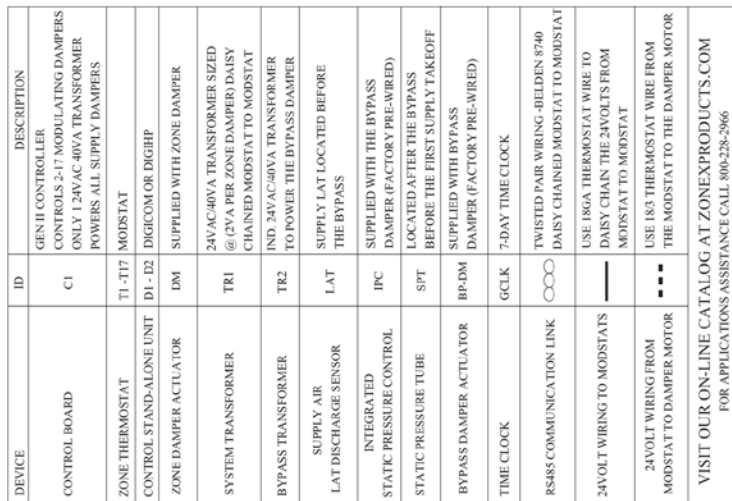 DEVICE ID DESCRIPTION
CONTROL BOARD C1 GEN II CONTROLLER
CONTROLS 2-17 MODULATING DAMPERS
ONLY 1 24VAC 40VA TRANSFORMER
POWERS ALL SUPPLY DAMPERS
ZONE THERMOSTAT T1 -T17 MODSTAT
CONTROL STAND-ALONE UNIT D1 - D2 DIGICOM OR DIGIHP
ZONE DAMPER ACTUATOR DM SUPPLIED WITH ZONE DAMPER
SYSTEM TRANSFORMER TR1 24VAC/40VA TRANSFORMER SIZED
@ (2VA PER ZONE DAMPER) DAISY
CHAINED MODSTAT TO MODSTAT
BYPASS TRANSFORMER TR2 IND. 24VAC/40VA TRANSFORMER
TO POWER THE BYPASS DAMPER
SUPPLY AIR
LAT DISCHARGE SENSOR LAT SUPPLY LAT LOCATED BEFORE
THE BYPASS
INTEGRATED
STATIC PRESSURE CONTROL IPC SUPPLIED WITH THE BYPASS
DAMPER (FACTORY PRE-WIRED)
STATIC PRESSURE TUBE SPT LOCATED AFTER THE BYPASS
BEFORE THE FIRST SUPPLY TAKEOFF
BYPASS DAMPER ACTUATOR BP-DM SUPPLIED WITH BYPASS
DAMPER (FACTORY PRE-WIRED)
TIME CLOCK GCLK 7-DAY TIME CLOCK
RS485 COMMUNICATION LINK TWISTED PAIR WIRING -BELDEN 8740
DAISY CHAINED MODSTAT TO MODSTAT
24VOLT WIRING TO MODSTATS USE 18GA THERMOSTAT WIRE TO
DAISY CHAIN THE 24VOLTS FROM
MODSTAT TO MODSTAT
24VOLT WIRING FROM
MODSTAT TO DAMPER MOTOR USE 18/3 THERMOSTAT WIRE FROM
THE MODSTAT TO THE DAMPER MOTOR
VISIT OUR ON-LINE CATALOG AT ZONEXPRODUCTS.COM
FOR APPLICATIONS ASSISTANCE CALL 800-228-2966